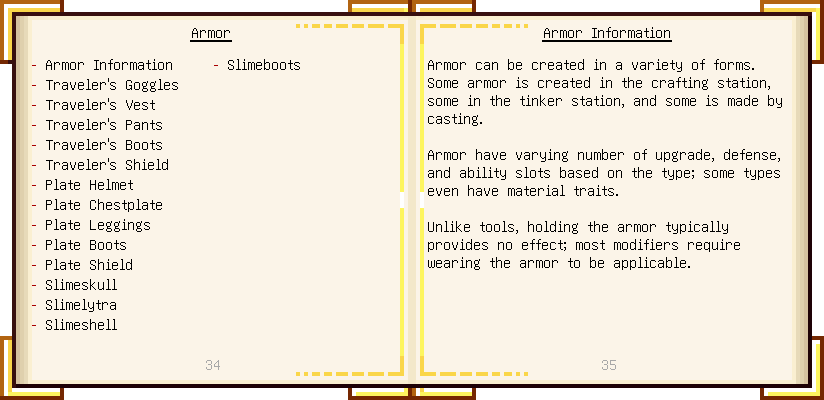 Armor
- Armor Information
- Traveler's Goggles
- Traveler's Vest
- Traveler's Pants
- Traveler's Boots
- Traveler's Shield
- Plate Helmet
- Plate Chestplate
- Plate Leggings
- Plate Boots
- Plate Shield
- Slimeskull
- Slimelytra
- Slimeshell
- Slimeboots
34
Armor Information
Armor can be created in a variety of forms.
Some armor is created in the crafting station,
some in the tinker station, and some is made by
casting.
Armor have varying number of upgrade, defense,
and ability slots based on the type; some types
even have material traits.
Unlike tools, holding the armor typically
provides no effect; most modifiers require
wearing the armor to be applicable.
35